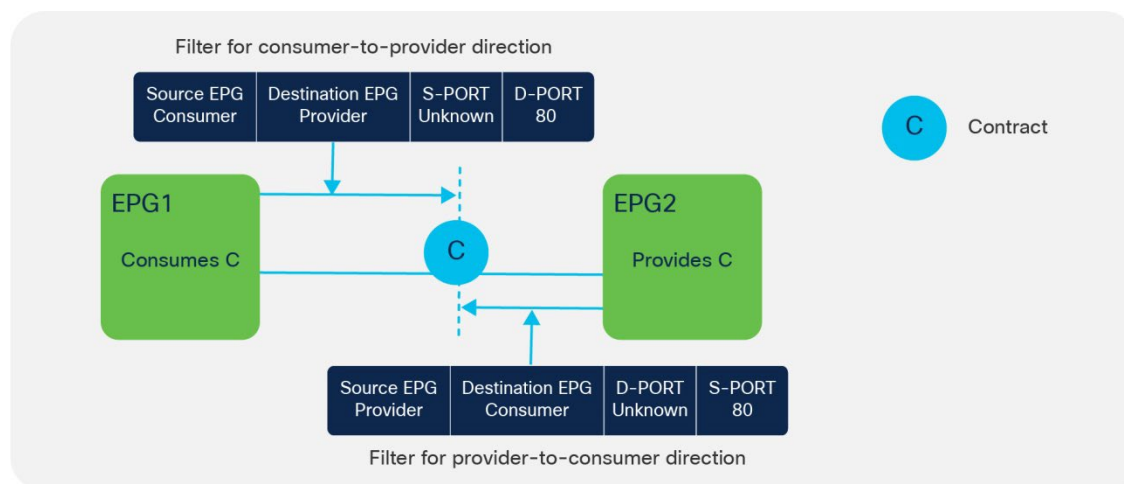 Filter for consumer-to-provider direction
Source EPG Consumer
Destination EPG Provider
S-PORT Unknown
D-PORT 80
C
Contract
EPG1
Consumes C
C
EPG2
Provides C
Source EPG Provider
Destination EPG Consumer
D-PORT Unknown
S-PORT 80
Filter for provider-to-consumer direction